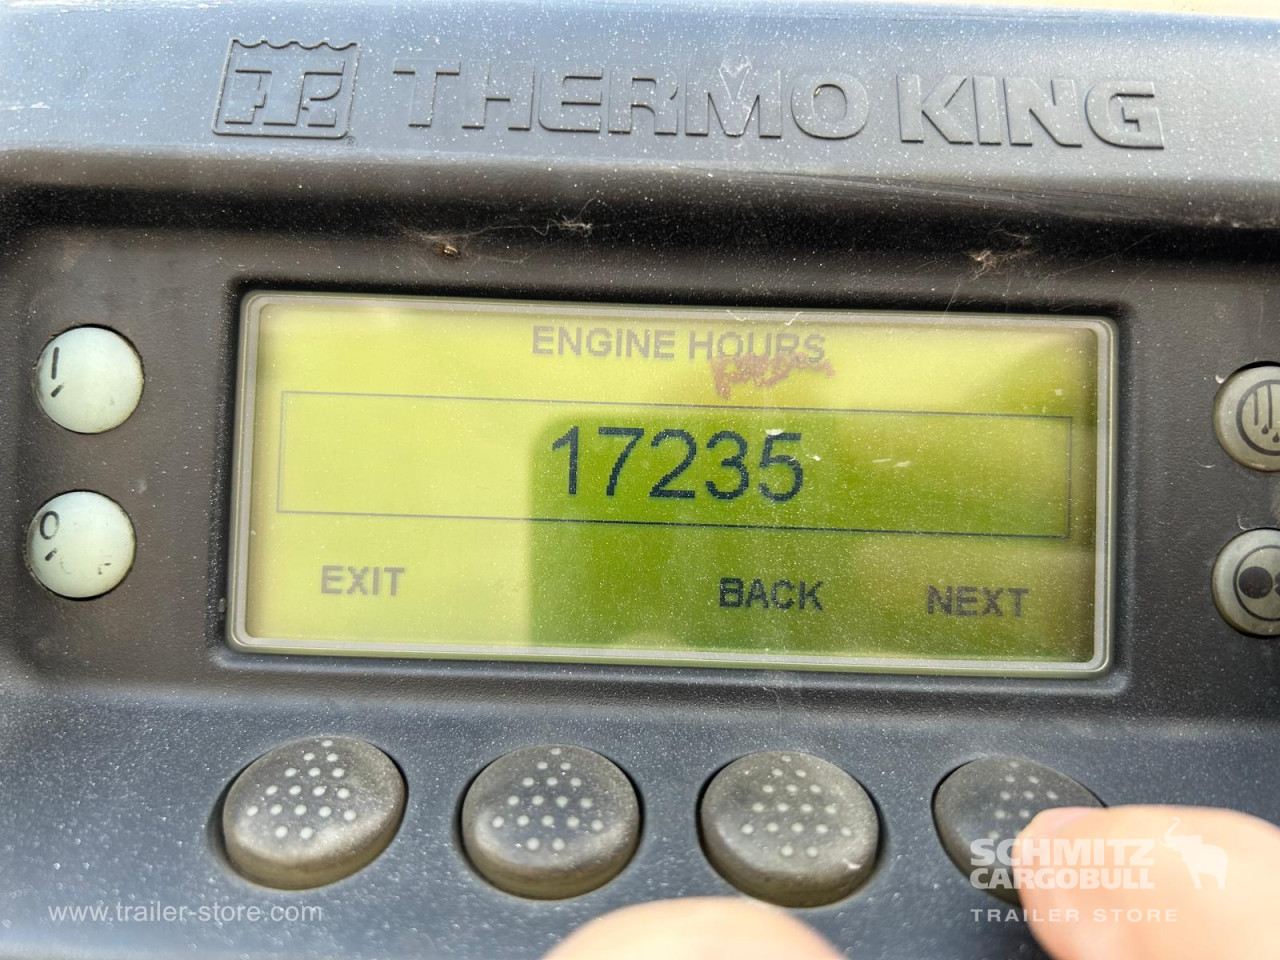 THERMO KING
ENGINE HOURS
17235
EXIT BACK NEXT
SCHMITZ
CARGOBULL
TRAILER STORE
www.trailer-store.com